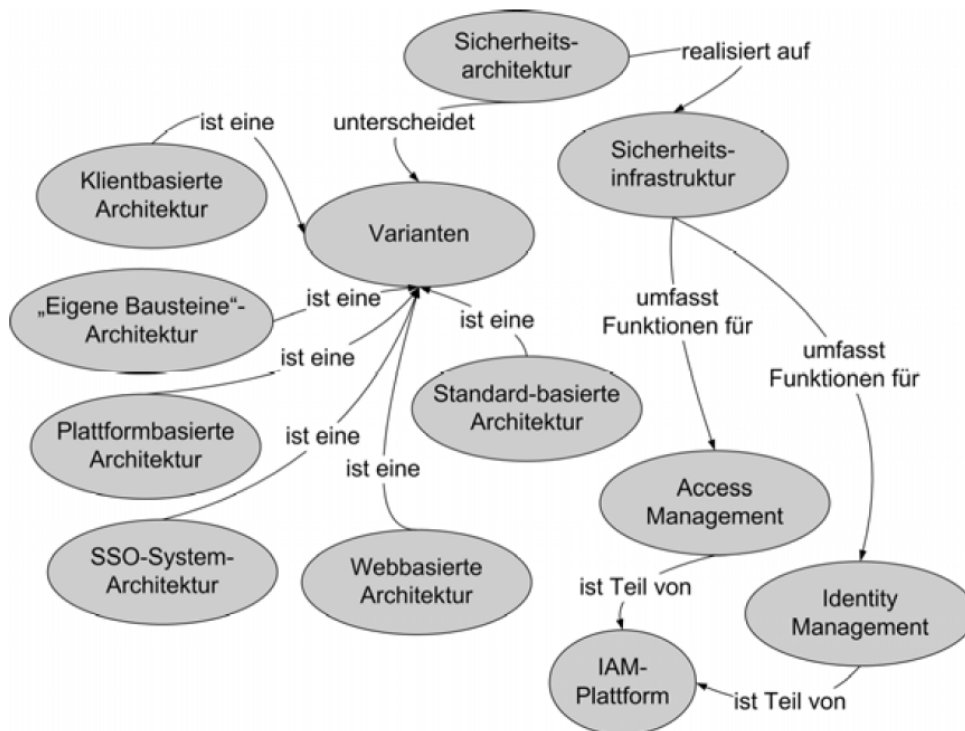 Sicherheits-
architektur
realisiert auf
ist eine
unterscheidet
Sicherheits-
infrastruktur
Klientbasierte
Architektur
Varianten
„Eigene Bausteine“-
Architektur
ist eine
umfasst
Funktionen für
ist eine
ist eine
umfasst
Funktionen für
Plattformbasierte
Architektur
Standard-basierte
Architektur
ist eine
ist eine
Access
Management
SSO-System-
Architektur
Webbasierte
Architektur
ist Teil von
Identity
Management
IAM-
Plattform
ist Teil von